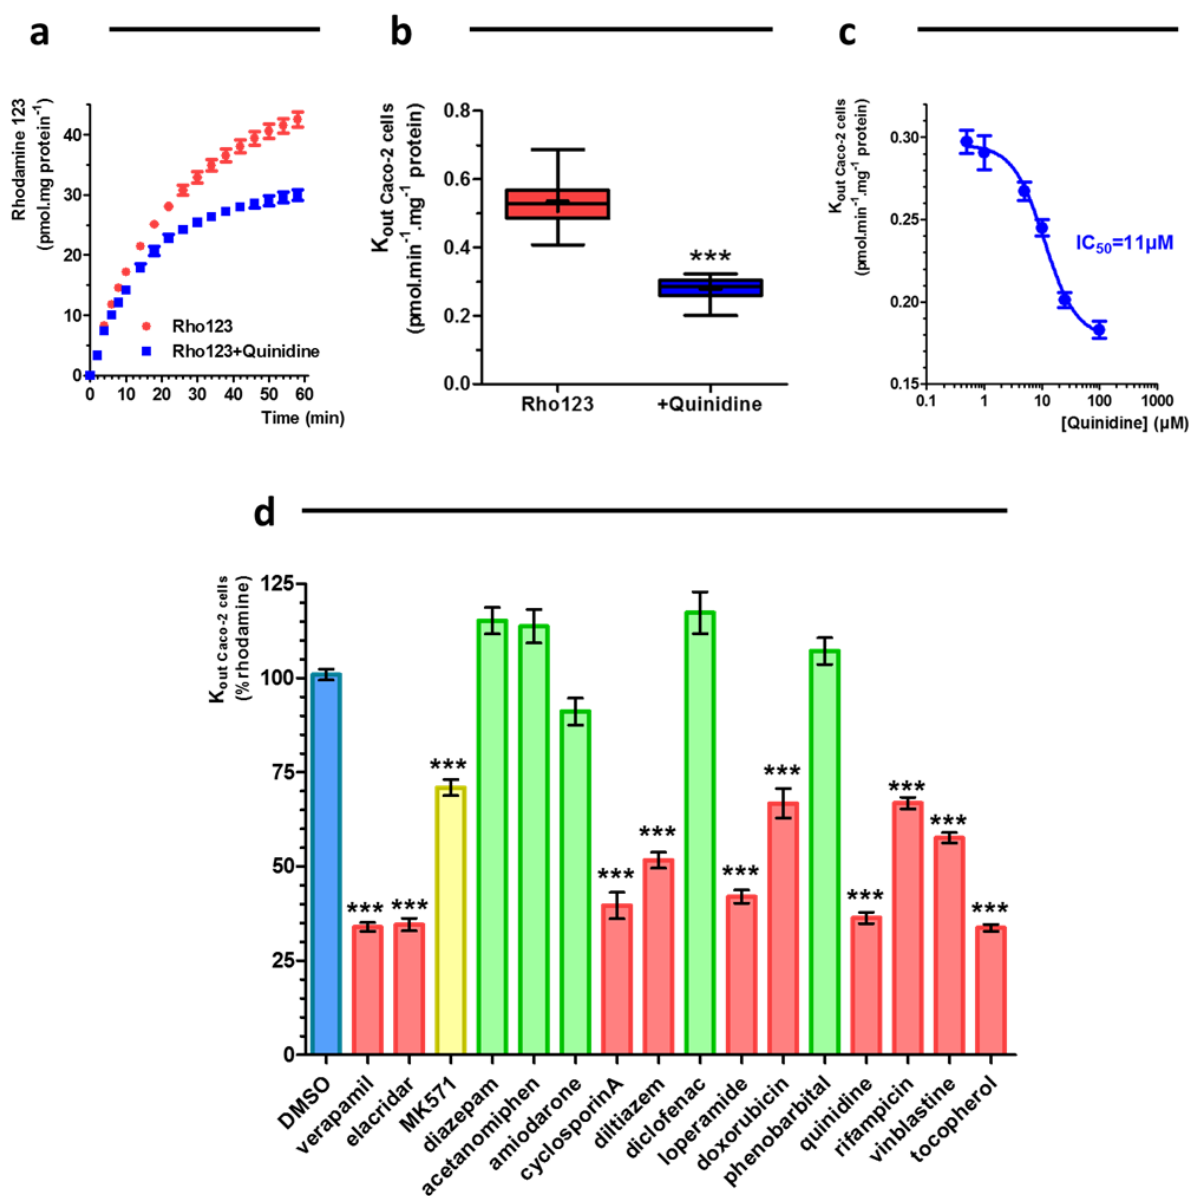 a
b
c
Rhodamine 123
(pmol.mg protein⁻¹)
40
30
20
10
0
Rho123
Rho123+Quinidine
0 10 20 30 40 50 60
Time (min)
Kout Caco-2 cells
(pmol.min⁻¹.mg⁻¹ protein)
0.8
0.6
0.4
0.2
0.0
***
Rho123 +Quinidine
Kout Caco-2 cells
(pmol.min⁻¹.mg⁻¹ protein)
0.30
0.25
0.20
0.15
IC₅₀=11µM
0.1 1 10 100 1000
[Quinidine] (µM)
d
Kout Caco-2 cells
(%rhodamine)
125
100
75
50
25
0
*** *** *** *** *** *** *** *** *** *** ***
DMSO
verapamil
elacridar
MK571
diazepam
acetanomiphen
amiodarone
cyclosporinA
diltiazem
diclofenac
loperamide
doxorubicin
phenobarbital
quinidine
rifampicin
vinblastine
tocopherol